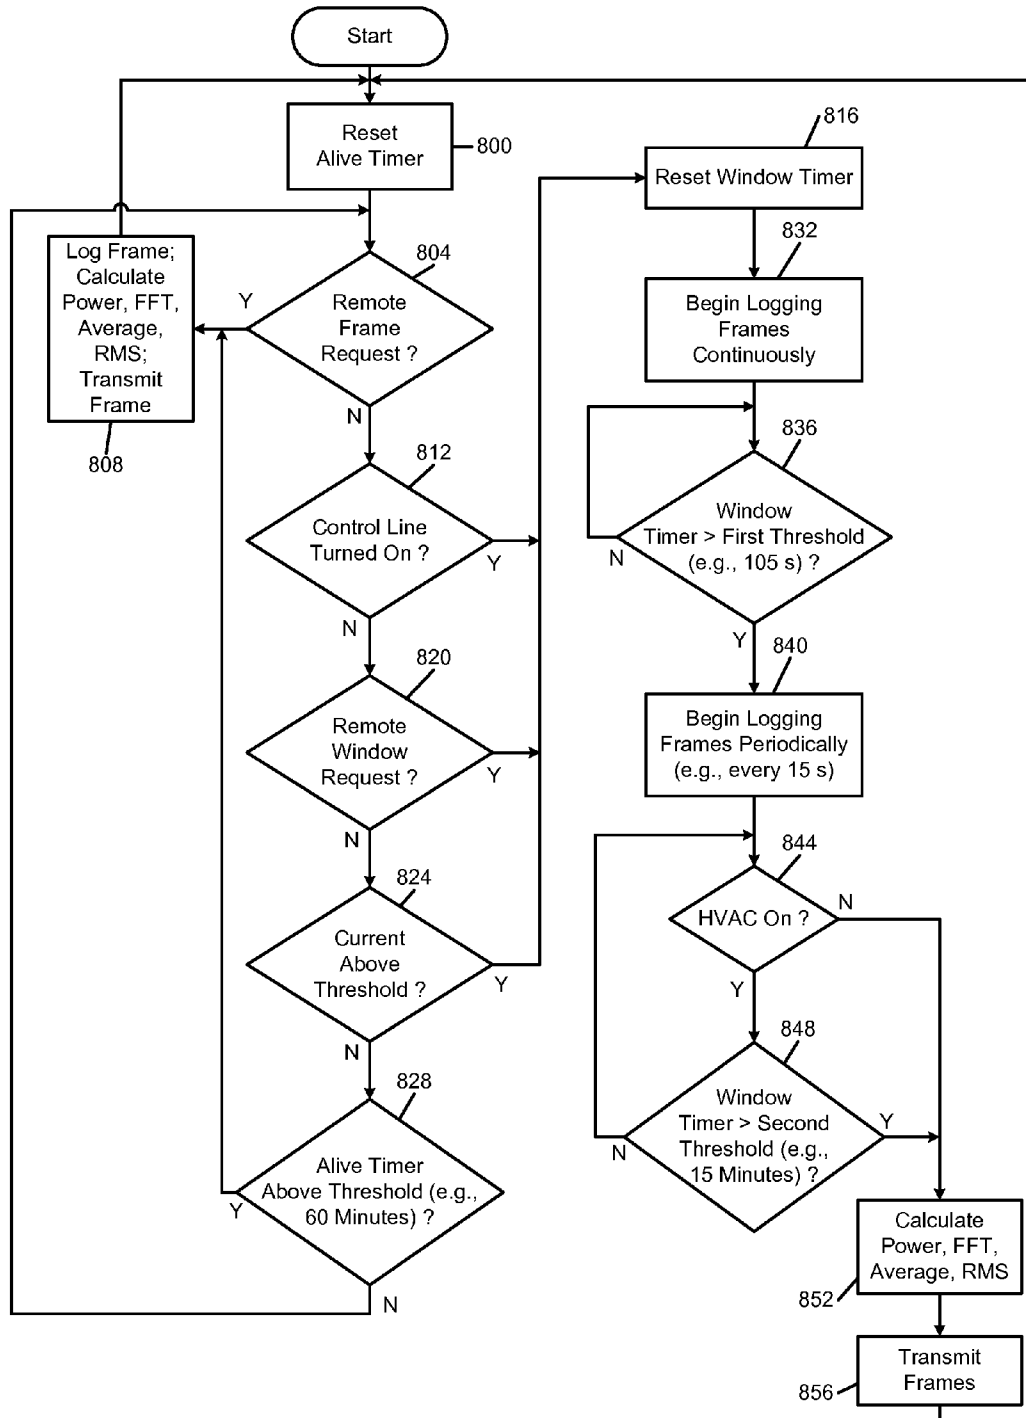 Start
Reset
Alive Timer
800
Log Frame;
Calculate
Power, FFT,
Average,
RMS;
Transmit
Frame
808
804
Remote
Frame
Request ?
Y
N
812
Control Line
Turned On ?
Y
N
820
Remote
Window
Request ?
Y
N
824
Current
Above
Threshold ?
Y
N
828
Alive Timer
Above Threshold (e.g.,
60 Minutes) ?
Y
N
816
Reset Window Timer
832
Begin Logging
Frames
Continuously
836
Window
Timer > First Threshold
(e.g., 105 s) ?
N
Y
840
Begin Logging
Frames Periodically
(e.g., every 15 s)
844
HVAC On ?
N
Y
848
Window
Timer > Second
Threshold (e.g.,
15 Minutes) ?
Y
N
Calculate
Power, FFT,
Average, RMS
852
Transmit
Frames
856